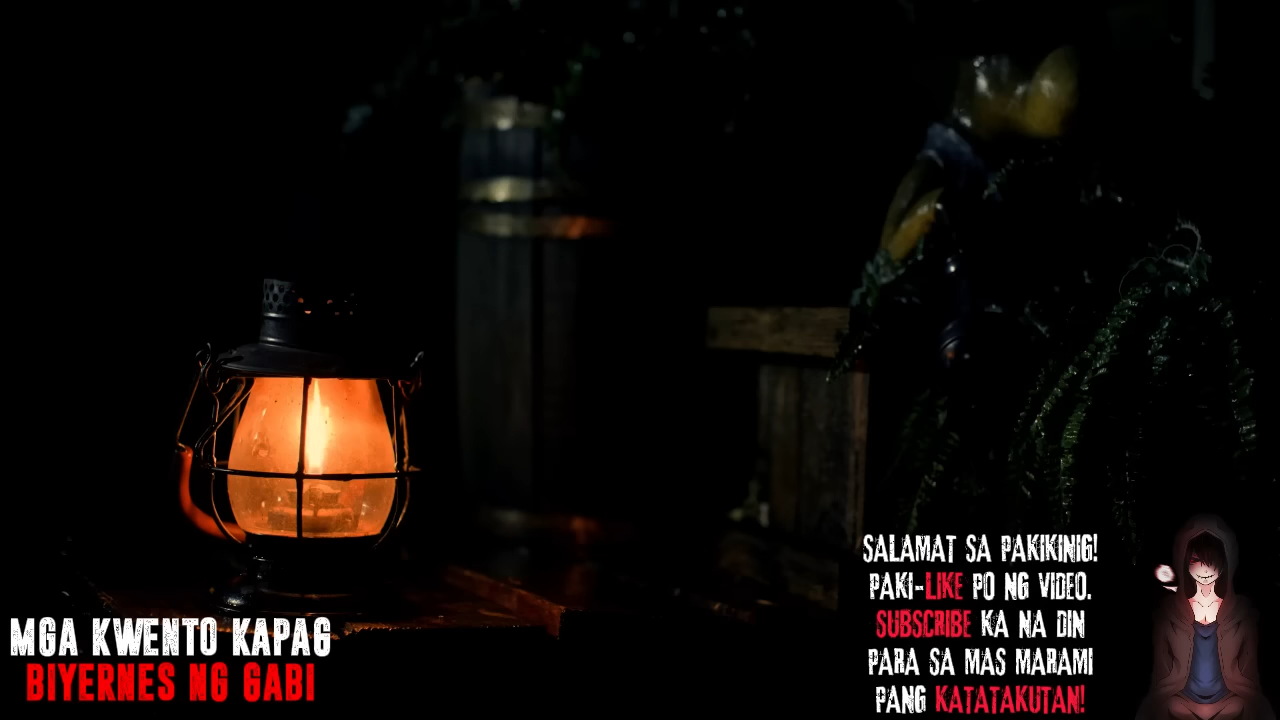 SALAMAT SA PAKIKINIG!
PAKI-LIKE PO NG VIDEO.
SUBSCRIBE KA NA DIN
PARA SA MAS MARAMI
PANG KATATAKUTAN!
MGA KWENTO KAPAG
BIYERNES NG GABI